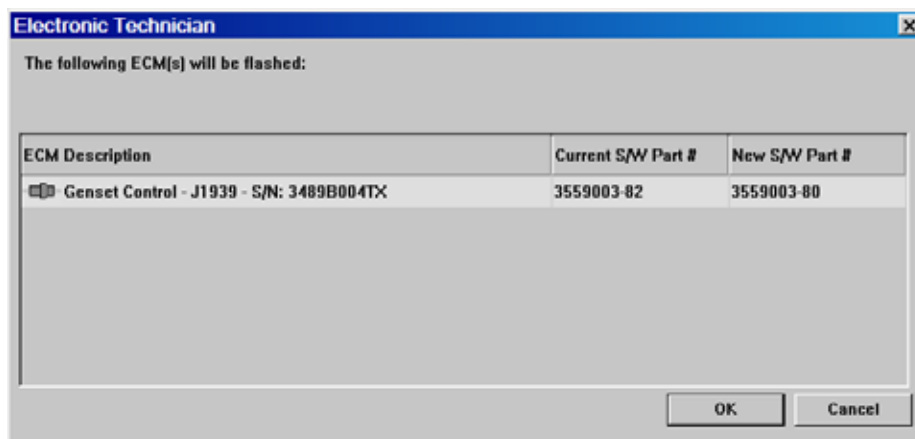 Electronic Technician
The following ECM(s) will be flashed:
ECM Description Current S/W Part # New S/W Part #
Genset Control - J1939 - S/N: 3489B004TX 3559003-82 3559003-80
OK Cancel